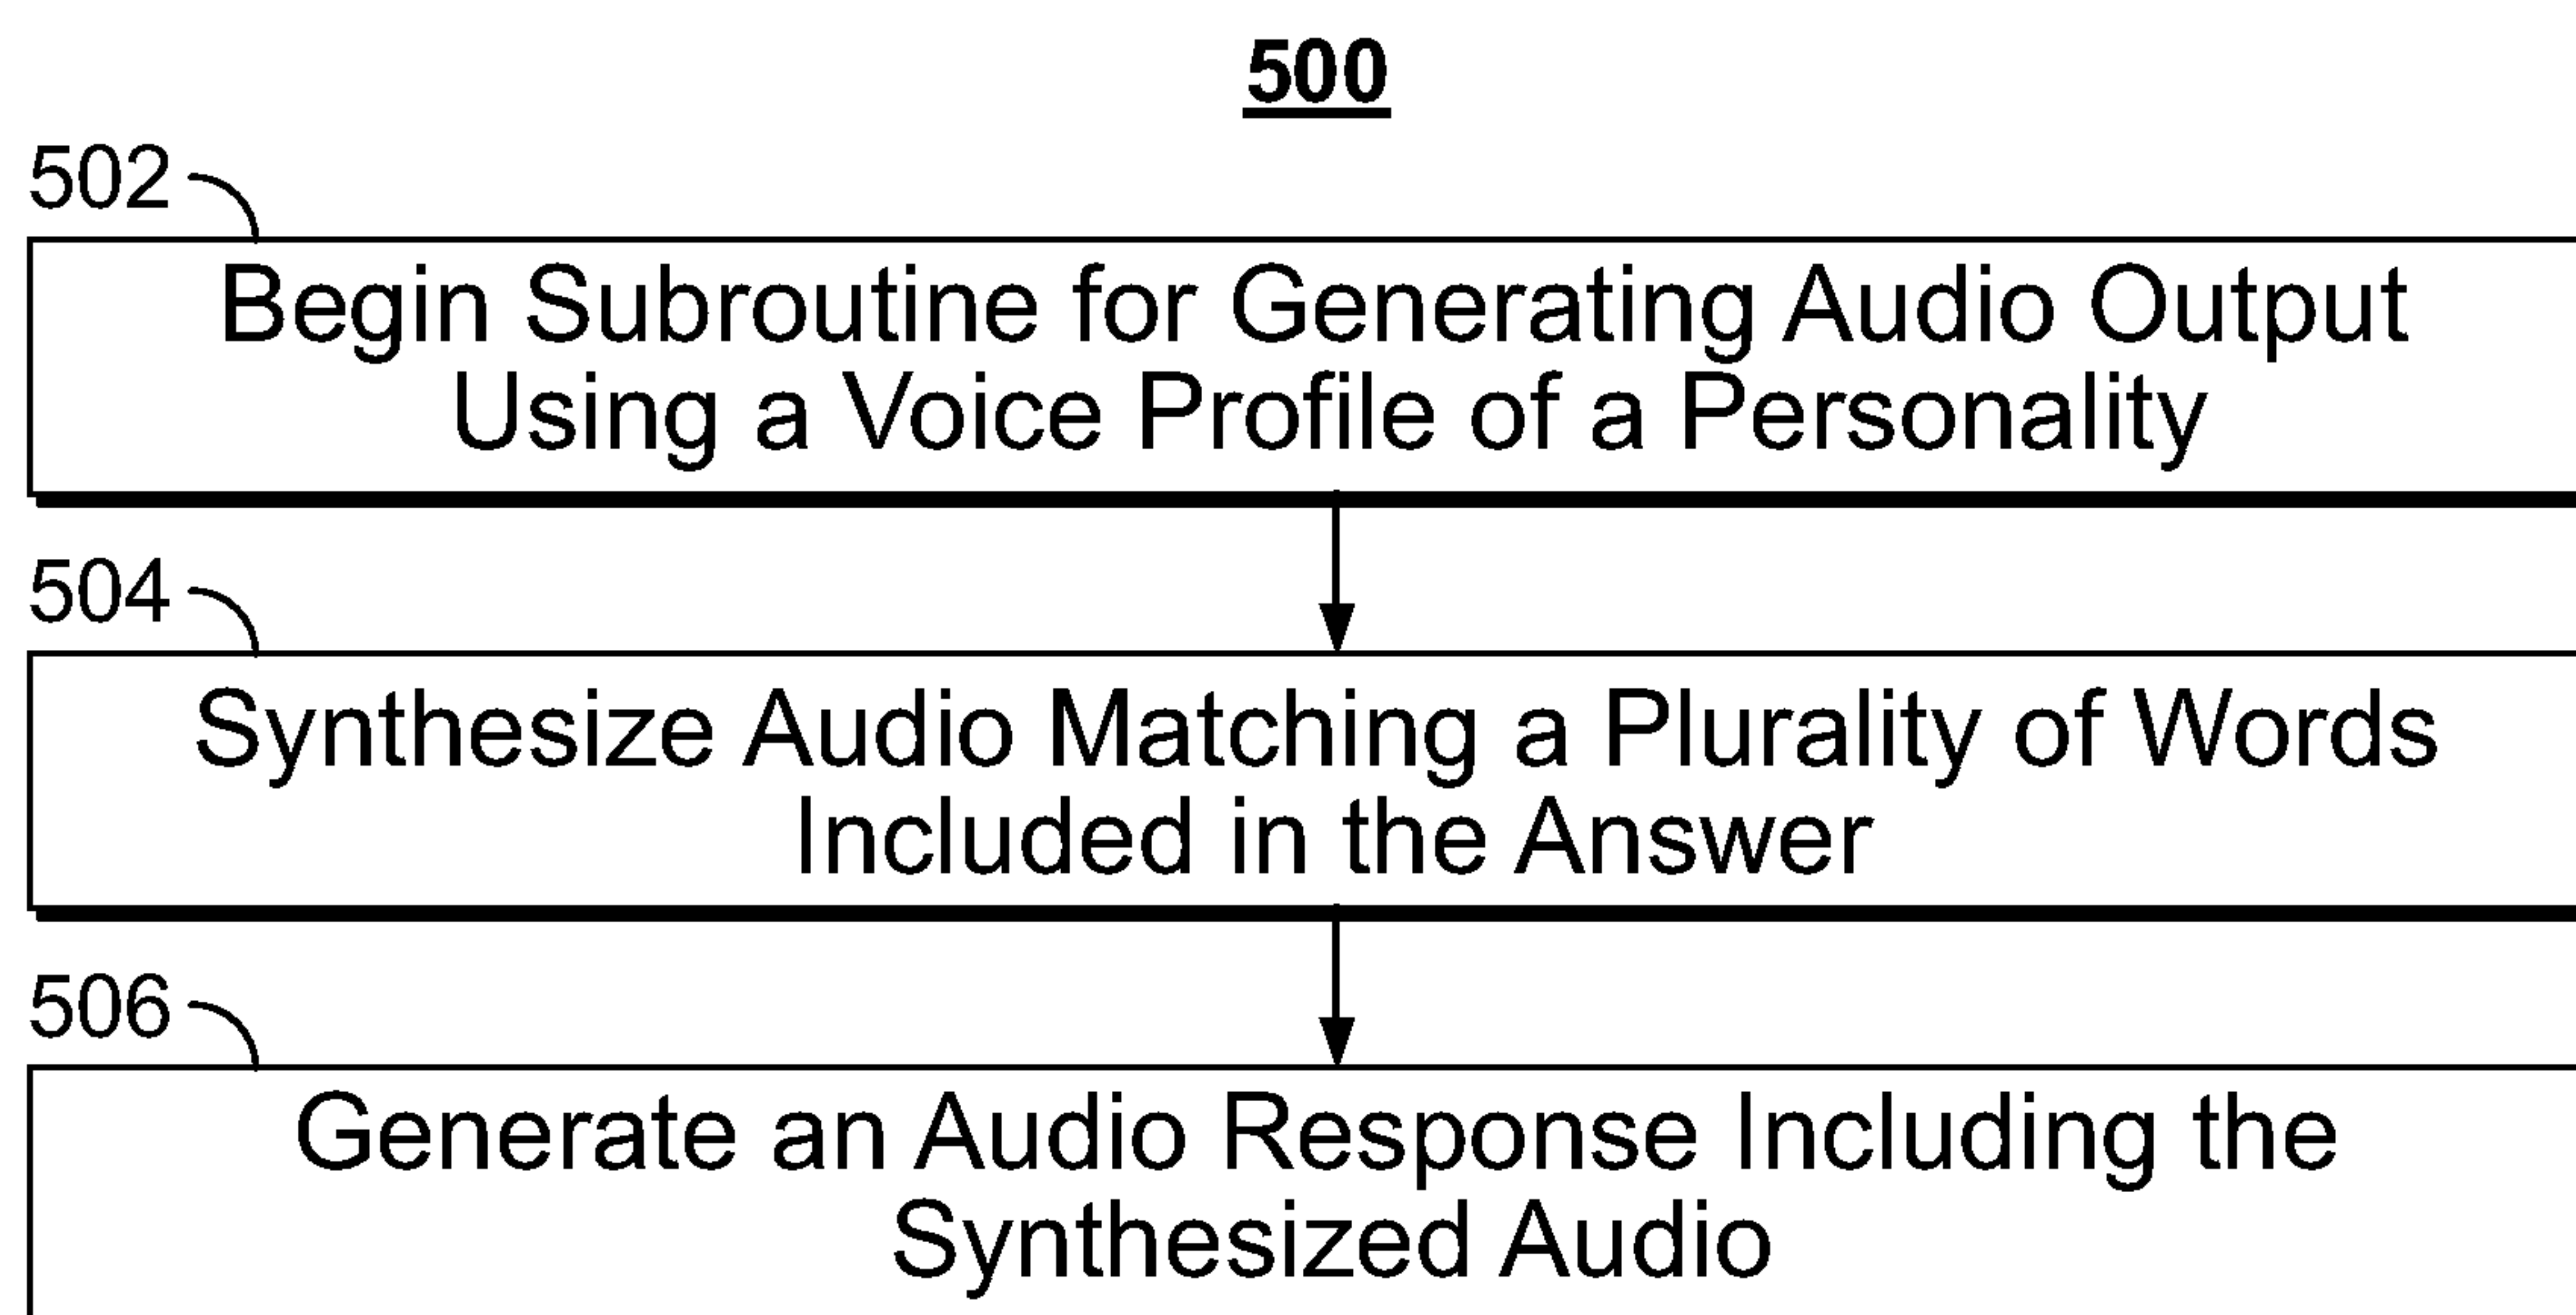 500
502
Begin Subroutine for Generating Audio Output
Using a Voice Profile of a Personality
504
Synthesize Audio Matching a Plurality of Words
Included in the Answer
506
Generate an Audio Response Including the
Synthesized Audio